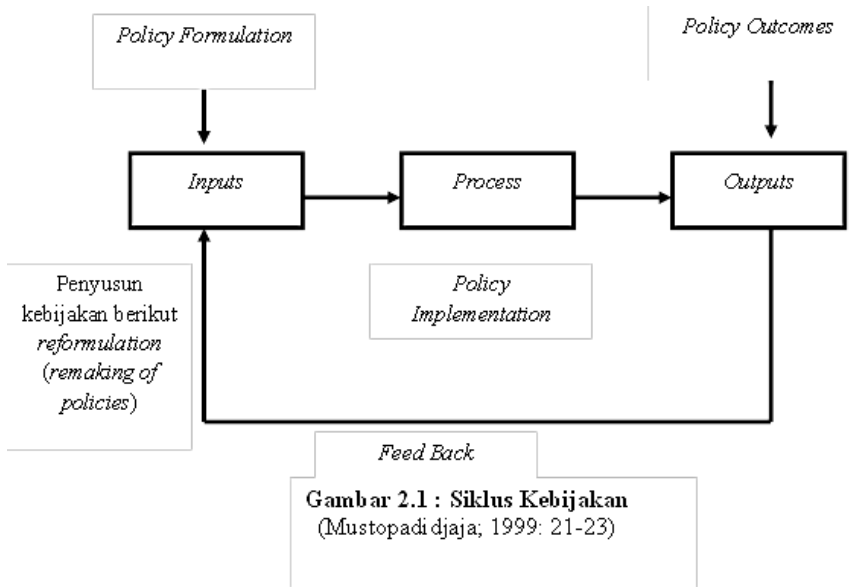 Policy Formulation
Policy Outcomes
Inputs
Process
Outputs
Penyusun
kebijakan berikut
reformulation
(remaking of
policies)
Policy
Implementation
Feed Back
Gambar 2.1 : Siklus Kebijakan
(Mustopadidjaja; 1999: 21-23)